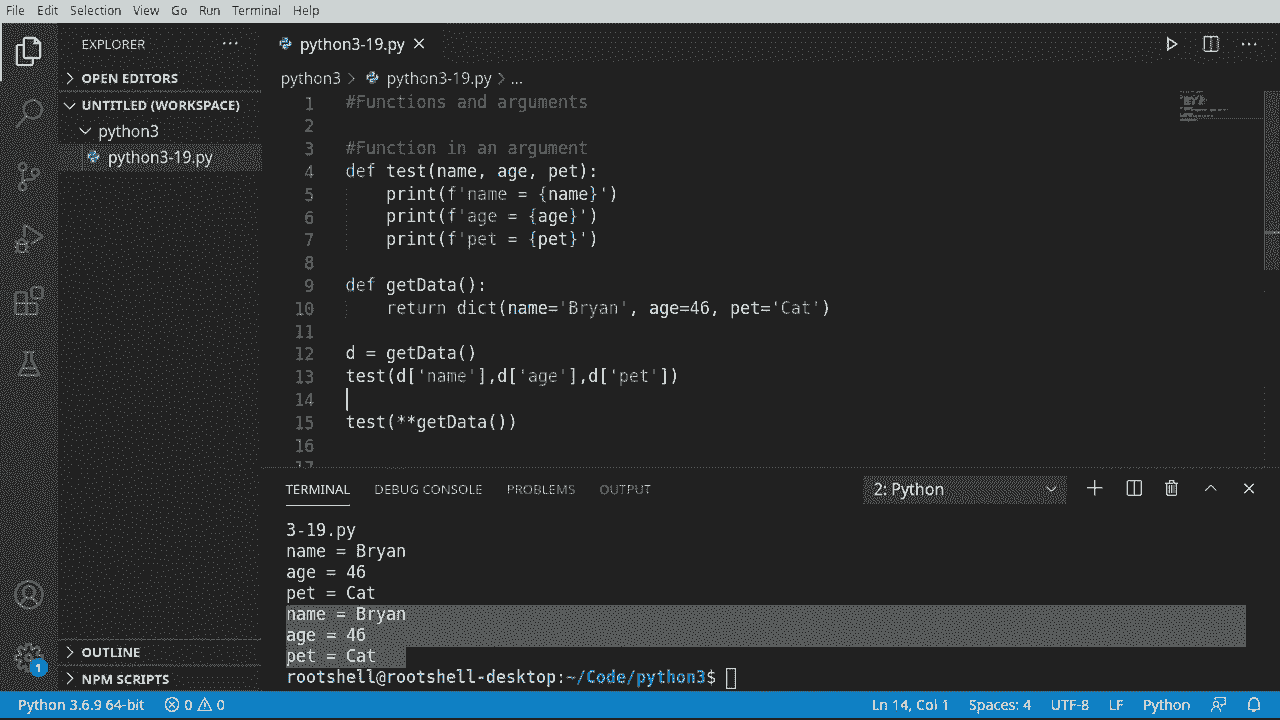 File Edit Selection View Go Run Terminal Help
EXPLORER
OPEN EDITORS
UNTITLED (WORKSPACE)
python3
python3-19.py
OUTLINE
NPM SCRIPTS
1
python3-19.py
python3 > python3-19.py > ...
1 #Functions and arguments
2
3 #Function in an argument
4 def test(name, age, pet):
5 print(f'name = {name}')
6 print(f'age = {age}')
7 print(f'pet = {pet}')
8
9 def getData():
10 return dict(name='Bryan', age=46, pet='Cat')
11
12 d = getData()
13 test(d['name'],d['age'],d['pet'])
14
15 test(**getData())
16
17
TERMINAL DEBUG CONSOLE PROBLEMS OUTPUT 2: Python
3-19.py
name = Bryan
age = 46
pet = Cat
name = Bryan
age = 46
pet = Cat
rootshell@rootshell-desktop:~/Code/python3$
Python 3.6.9 64-bit 0 0 Ln 14, Col 1 Spaces: 4 UTF-8 LF Python